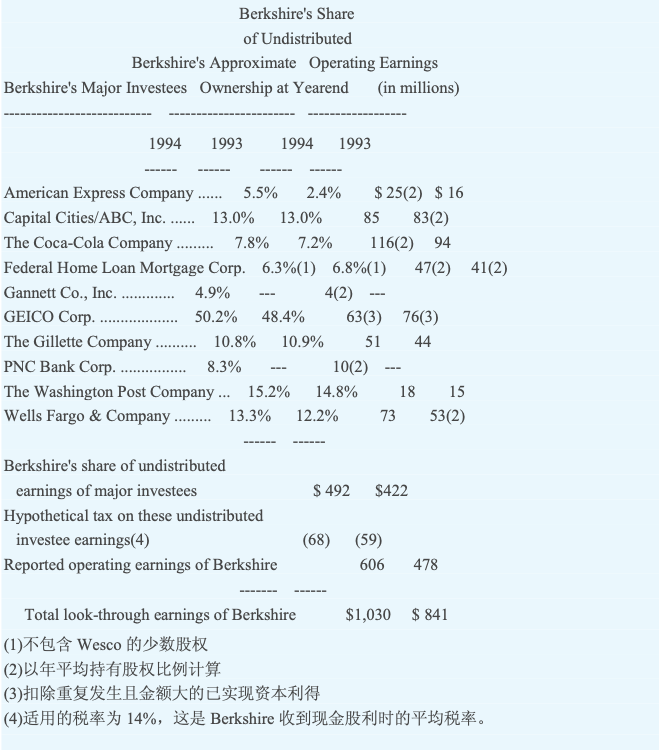 Berkshire's Share
of Undistributed
Berkshire's Approximate Operating Earnings
Berkshire's Major Investees Ownership at Yearend (in millions)
--------------------------- ----------------------- ------------------
1994 1993 1994 1993
------ ------ ------ ------
American Express Company ...... 5.5% 2.4% $ 25(2) $ 16
Capital Cities/ABC, Inc. ...... 13.0% 13.0% 85 83(2)
The Coca-Cola Company ......... 7.8% 7.2% 116(2) 94
Federal Home Loan Mortgage Corp. 6.3%(1) 6.8%(1) 47(2) 41(2)
Gannett Co., Inc. ............. 4.9% --- 4(2) ---
GEICO Corp. ................... 50.2% 48.4% 63(3) 76(3)
The Gillette Company .......... 10.8% 10.9% 51 44
PNC Bank Corp. ................ 8.3% --- 10(2) ---
The Washington Post Company ... 15.2% 14.8% 18 15
Wells Fargo & Company ......... 13.3% 12.2% 73 53(2)
------ ------
Berkshire's share of undistributed
earnings of major investees $ 492 $422
Hypothetical tax on these undistributed
investee earnings(4) (68) (59)
Reported operating earnings of Berkshire 606 478
------- ------
Total look-through earnings of Berkshire $1,030 $ 841
(1)不包含 Wesco 的少数股权
(2)以年平均持有股权比例计算
(3)扣除重复发生且金额大的已实现资本利得
(4)适用的税率为 14%，这是 Berkshire 收到现金股利时的平均税率。